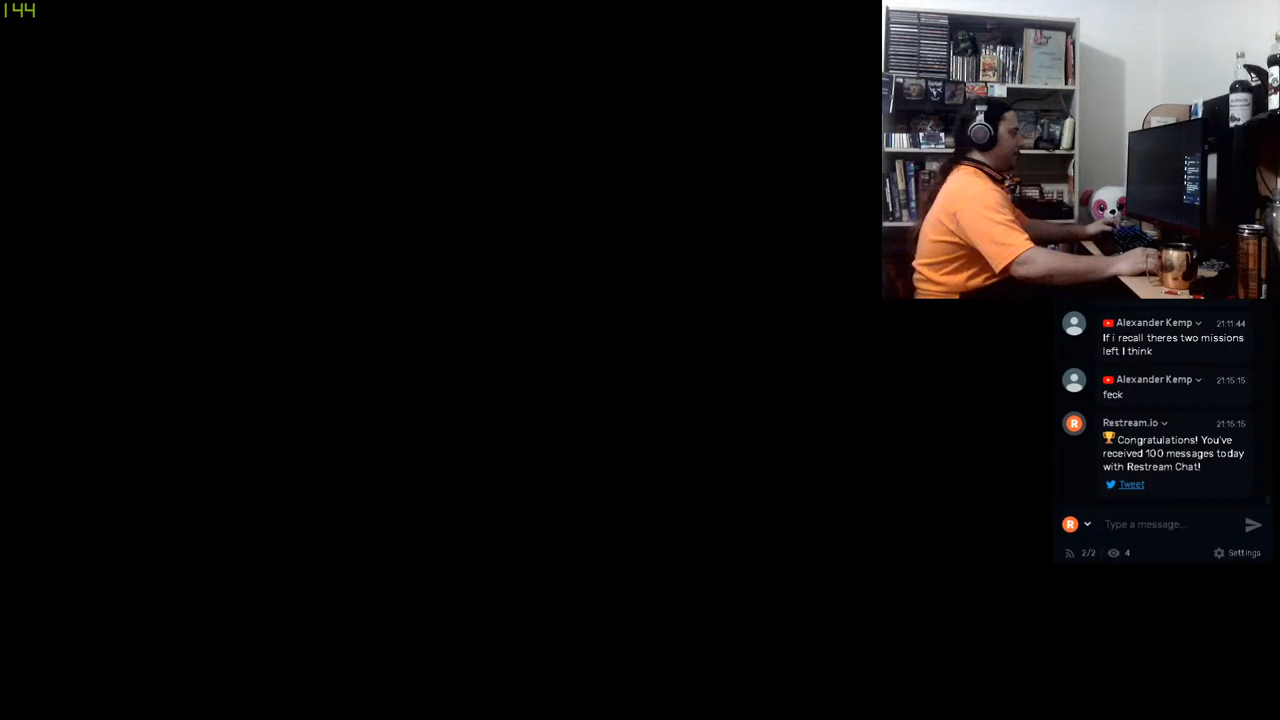 144
Alexander Kemp 21:11:44
If i recall theres two missions
left I think
Alexander Kemp 21:15:15
feck
Restream.io 21:15:15
🏆 Congratulations! You've
received 100 messages today
with Restream Chat!
Tweet
R Type a message...
2/2 4 Settings